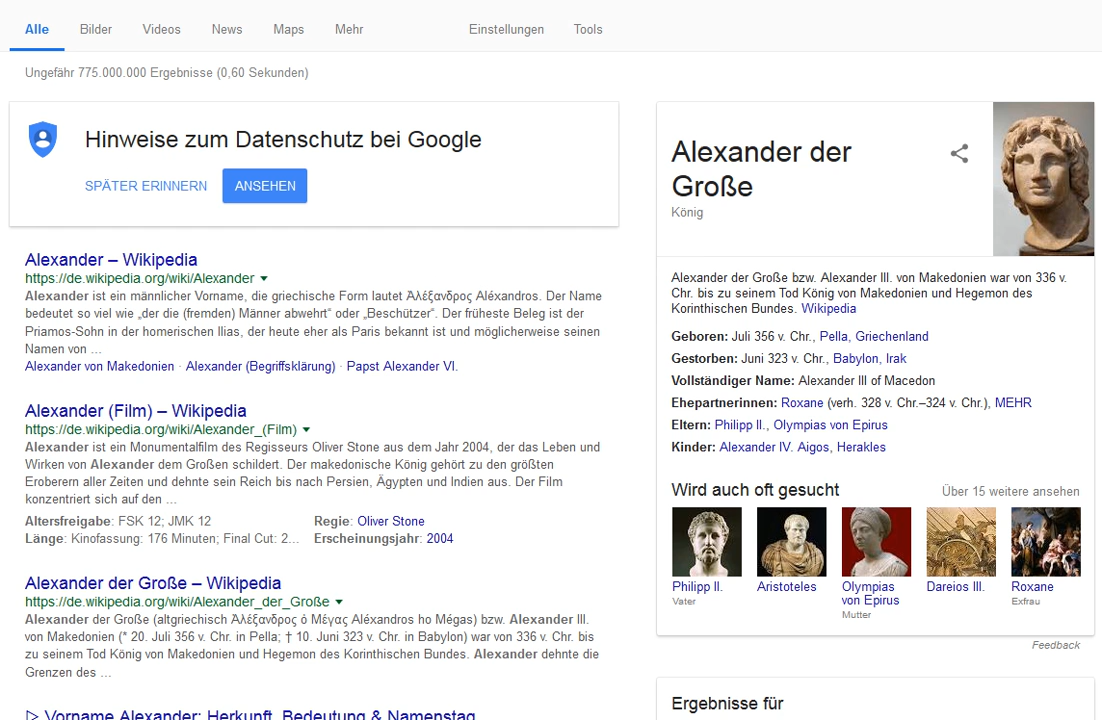 Alle Bilder Videos News Maps Mehr Einstellungen Tools
Ungefähr 775.000.000 Ergebnisse (0,60 Sekunden)
Hinweise zum Datenschutz bei Google
SPÄTER ERINNERN ANSEHEN
Alexander – Wikipedia
https://de.wikipedia.org/wiki/Alexander
Alexander ist ein männlicher Vorname, die griechische Form lautet Ἀλέξανδρος Aléxandros. Der Name
bedeutet so viel wie „der die (fremden) Männer abwehrt“ oder „Beschützer“. Der früheste Beleg ist der
Priamos-Sohn in der homerischen Ilias, der heute eher als Paris bekannt ist und möglicherweise seinen
Namen von ...
Alexander von Makedonien · Alexander (Begriffsklärung) · Papst Alexander VI.
Alexander (Film) – Wikipedia
https://de.wikipedia.org/wiki/Alexander_(Film)
Alexander ist ein Monumentalfilm des Regisseurs Oliver Stone aus dem Jahr 2004, der das Leben und
Wirken von Alexander dem Großen schildert. Der makedonische König gehört zu den größten
Eroberern aller Zeiten und dehnte sein Reich bis nach Persien, Ägypten und Indien aus. Der Film
konzentriert sich auf den ...
Altersfreigabe: FSK 12; JMK 12 Regie: Oliver Stone
Länge: Kinofassung: 176 Minuten; Final Cut: 2... Erscheinungsjahr: 2004
Alexander der Große – Wikipedia
https://de.wikipedia.org/wiki/Alexander_der_Große
Alexander der Große (altgriechisch Ἀλέξανδρος ὁ Μέγας Aléxandros ho Mégas) bzw. Alexander III.
von Makedonien (* 20. Juli 356 v. Chr. in Pella; † 10. Juni 323 v. Chr. in Babylon) war von 336 v. Chr. bis
zu seinem Tod König von Makedonien und Hegemon des Korinthischen Bundes. Alexander dehnte die
Grenzen des ...
▷ Vorname Alexander: Herkunft, Bedeutung & Namenstag
Alexander der
Große
König
Alexander der Große bzw. Alexander III. von Makedonien war von 336 v.
Chr. bis zu seinem Tod König von Makedonien und Hegemon des
Korinthischen Bundes. Wikipedia
Geboren: Juli 356 v. Chr., Pella, Griechenland
Gestorben: Juni 323 v. Chr., Babylon, Irak
Vollständiger Name: Alexander III of Macedon
Ehepartnerinnen: Roxane (verh. 328 v. Chr.–324 v. Chr.), MEHR
Eltern: Philipp II., Olympias von Epirus
Kinder: Alexander IV. Aigos, Herakles
Wird auch oft gesucht Über 15 weitere ansehen
Philipp II. Aristoteles Olympias Dareios III. Roxane
Vater von Epirus Exfrau
Mutter
Feedback
Ergebnisse für